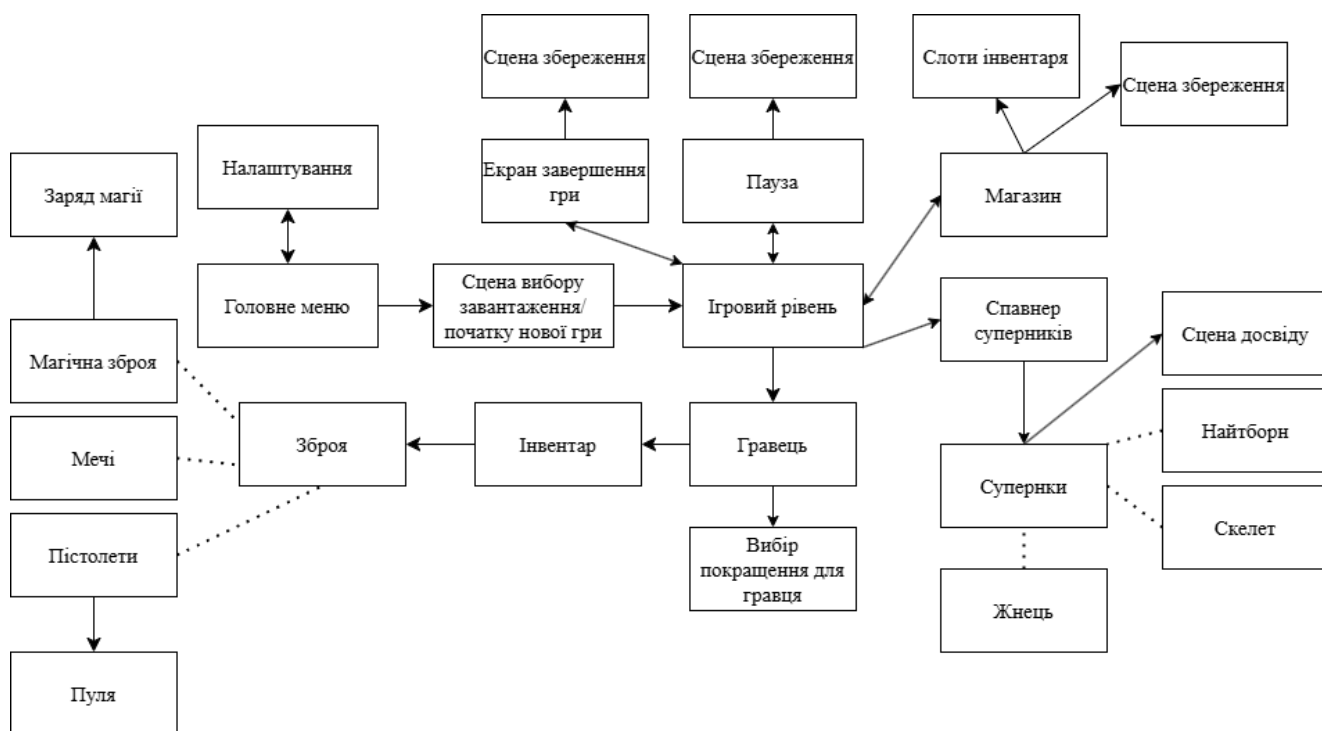 Сцена збереження
Сцена збереження
Слоти інвентаря
Сцена збереження
Налаштування
Екран завершення
гри
Пауза
Магазин
Заряд магії
Головне меню
Сцена вибору
завантаження/
початку нової гри
Ігровий рівень
Спавнер
суперників
Сцена досвіду
Магічна зброя
Мечі
Зброя
Інвентар
Гравець
Супернки
Найтборн
Пістолети
Вибір
покращення для
гравця
Скелет
Жнець
Пуля